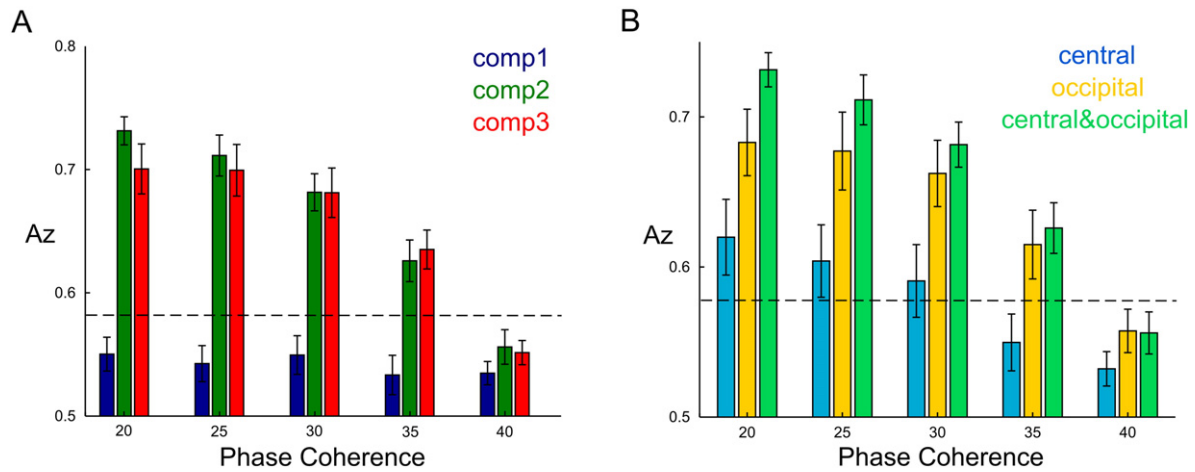 A
0.8
comp1
comp2
comp3
0.7
Az
0.6
0.5
20 25 30 35 40
Phase Coherence
B
central
occipital
central&occipital
0.7
Az
0.6
0.5
20 25 30 35 40
Phase Coherence